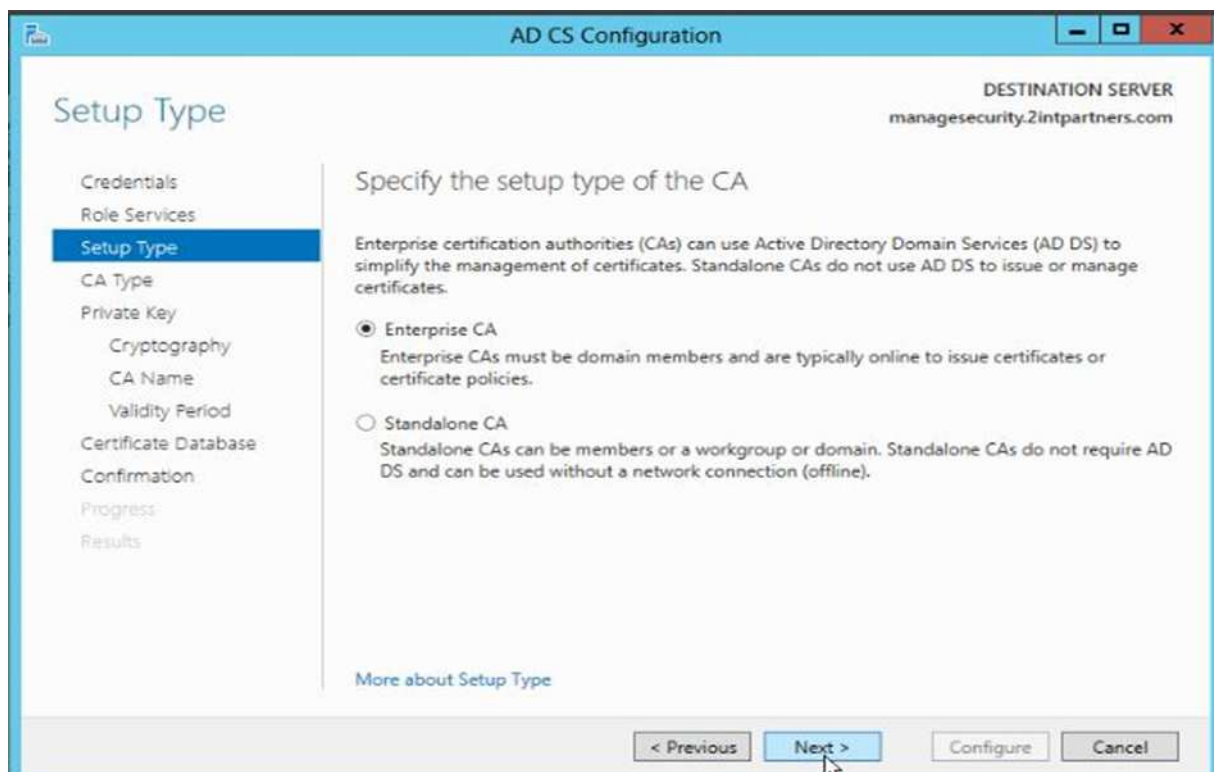 AD CS Configuration
DESTINATION SERVER
managesecurity.2intpartners.com
Setup Type
Credentials
Role Services
Setup Type
CA Type
Private Key
Cryptography
CA Name
Validity Period
Certificate Database
Confirmation
Progress
Results
Specify the setup type of the CA
Enterprise certification authorities (CAs) can use Active Directory Domain Services (AD DS) to
simplify the management of certificates. Standalone CAs do not use AD DS to issue or manage
certificates.
Enterprise CA
Enterprise CAs must be domain members and are typically online to issue certificates or
certificate policies.
Standalone CA
Standalone CAs can be members or a workgroup or domain. Standalone CAs do not require AD
DS and can be used without a network connection (offline).
More about Setup Type
< Previous
Next >
Configure
Cancel